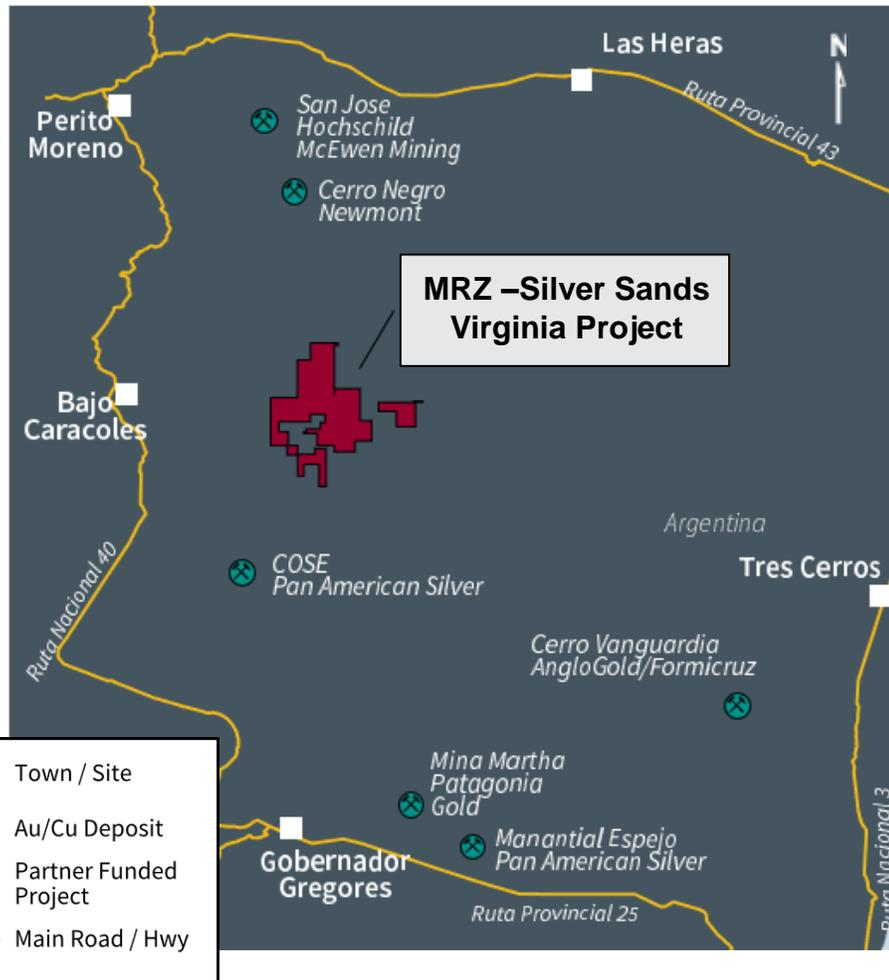 Las Heras
N
Ruta Provincial 43
Perito
Moreno
San Jose
Hochschild
McEwen Mining
Cerro Negro
Newmont
MRZ –Silver Sands
Virginia Project
Bajo
Caracoles
Argentina
Tres Cerros
COSE
Pan American Silver
Ruta Nacional 40
Cerro Vanguardia
AngloGold/Formicruz
Mina Martha
Patagonia
Gold
Manantial Espejo
Pan American Silver
Gobernador
Gregores
Ruta Provincial 25
Ruta Nacional 3
Town / Site
Au/Cu Deposit
Partner Funded
Project
Main Road / Hwy